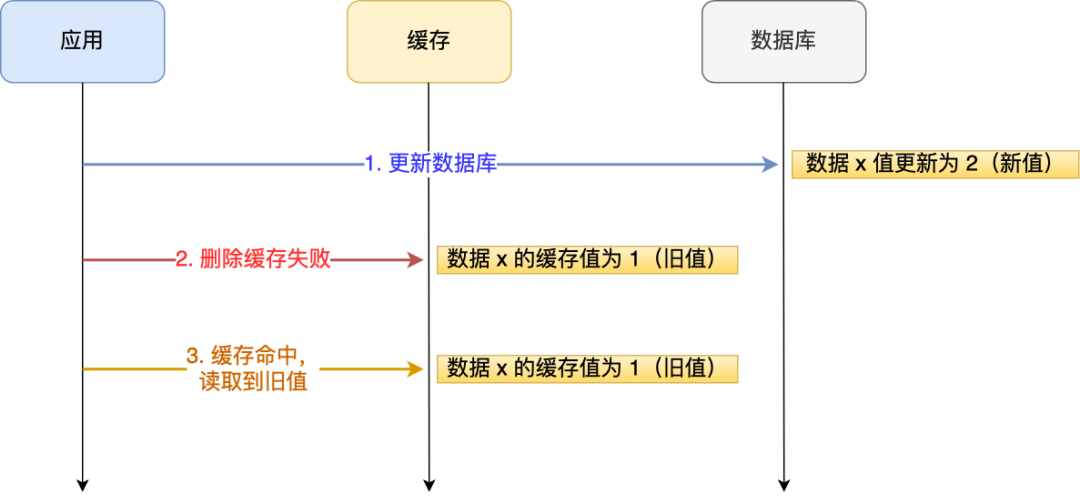 应用
缓存
数据库
1. 更新数据库
数据 x 值更新为 2（新值）
2. 删除缓存失败
数据 x 的缓存值为 1（旧值）
3. 缓存命中，
读取到旧值
数据 x 的缓存值为 1（旧值）